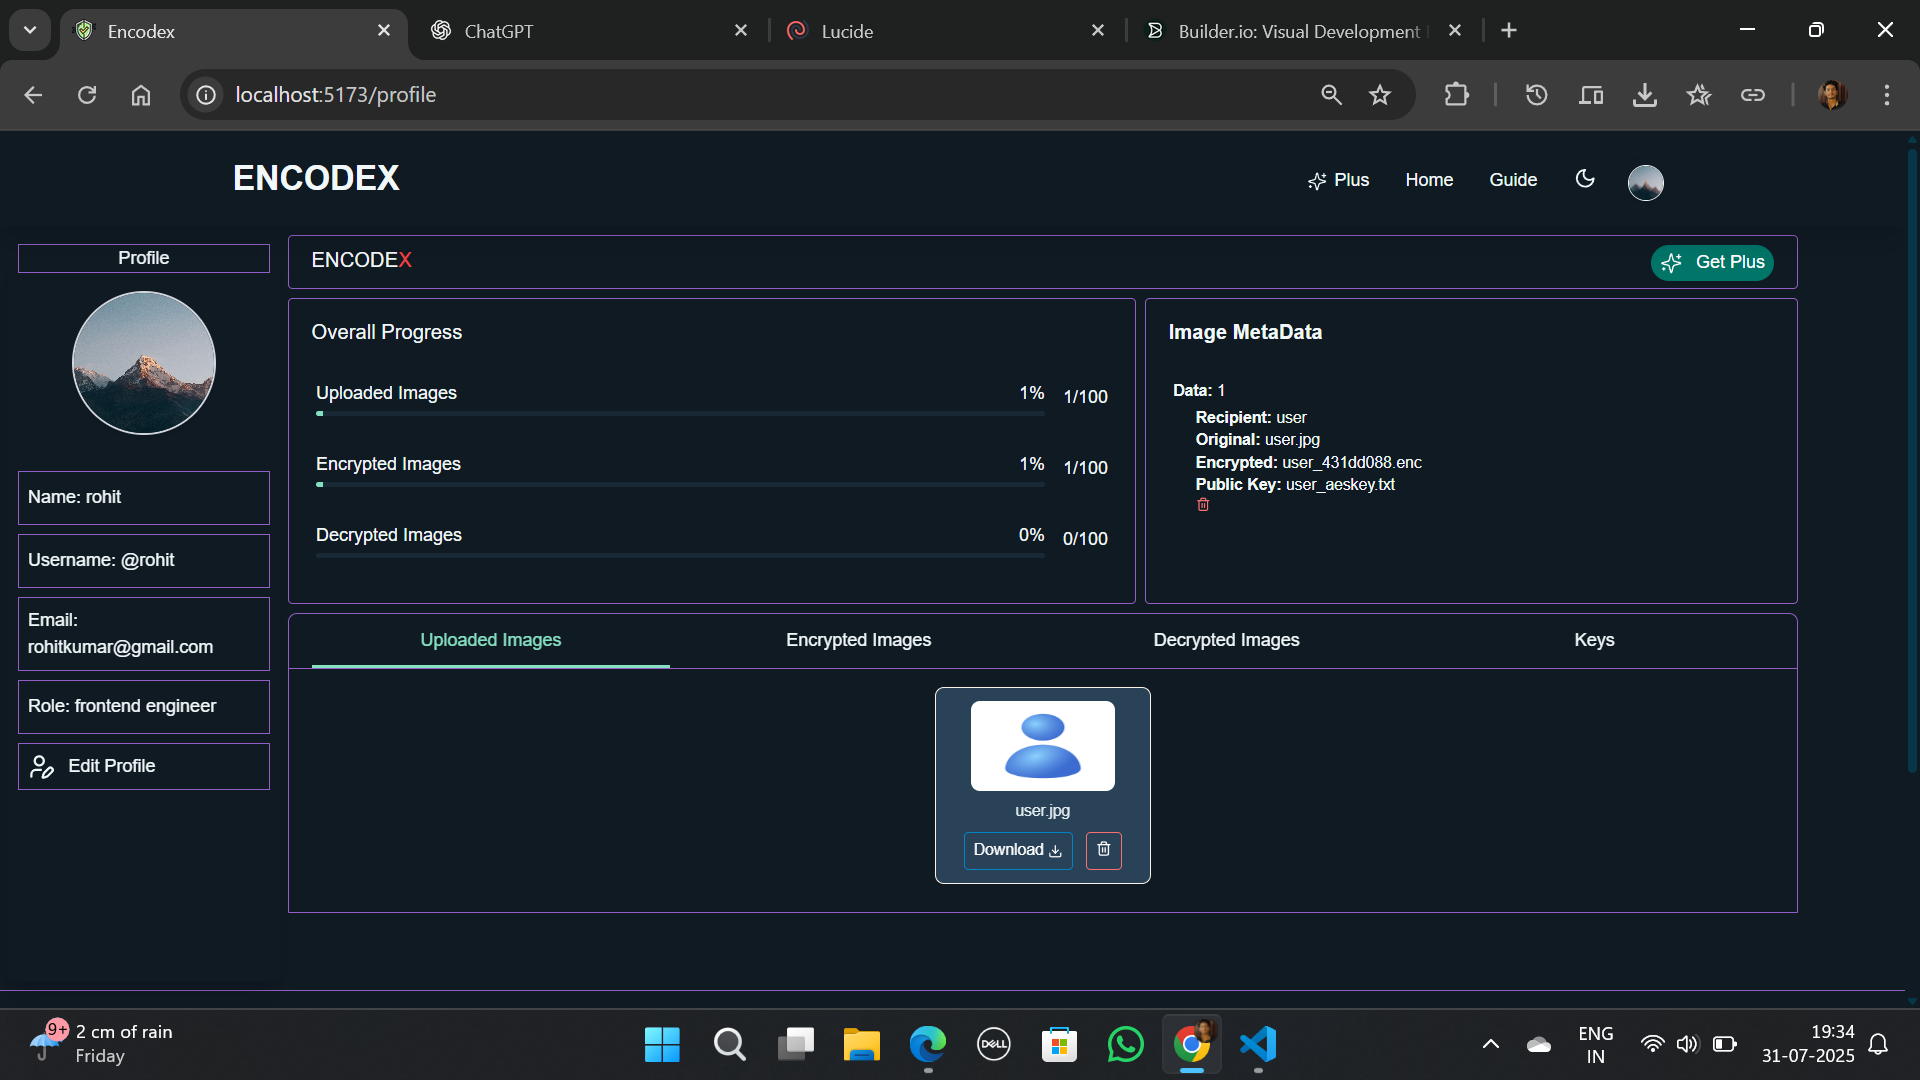 Encodex
ChatGPT
Lucide
Builder.io: Visual Development
localhost:5173/profile
ENCODEX
Plus
Home
Guide
Profile
Name: rohit
Username: @rohit
Email:
rohitkumar@gmail.com
Role: frontend engineer
Edit Profile
ENCODEX
Get Plus
Overall Progress
Uploaded Images 1% 1/100
Encrypted Images 1% 1/100
Decrypted Images 0% 0/100
Image MetaData
Data: 1
Recipient: user
Original: user.jpg
Encrypted: user_431dd088.enc
Public Key: user_aeskey.txt
Uploaded Images
Encrypted Images
Decrypted Images
Keys
user.jpg
Download
9+
2 cm of rain
Friday
DELL
ENG
IN
19:34
31-07-2025